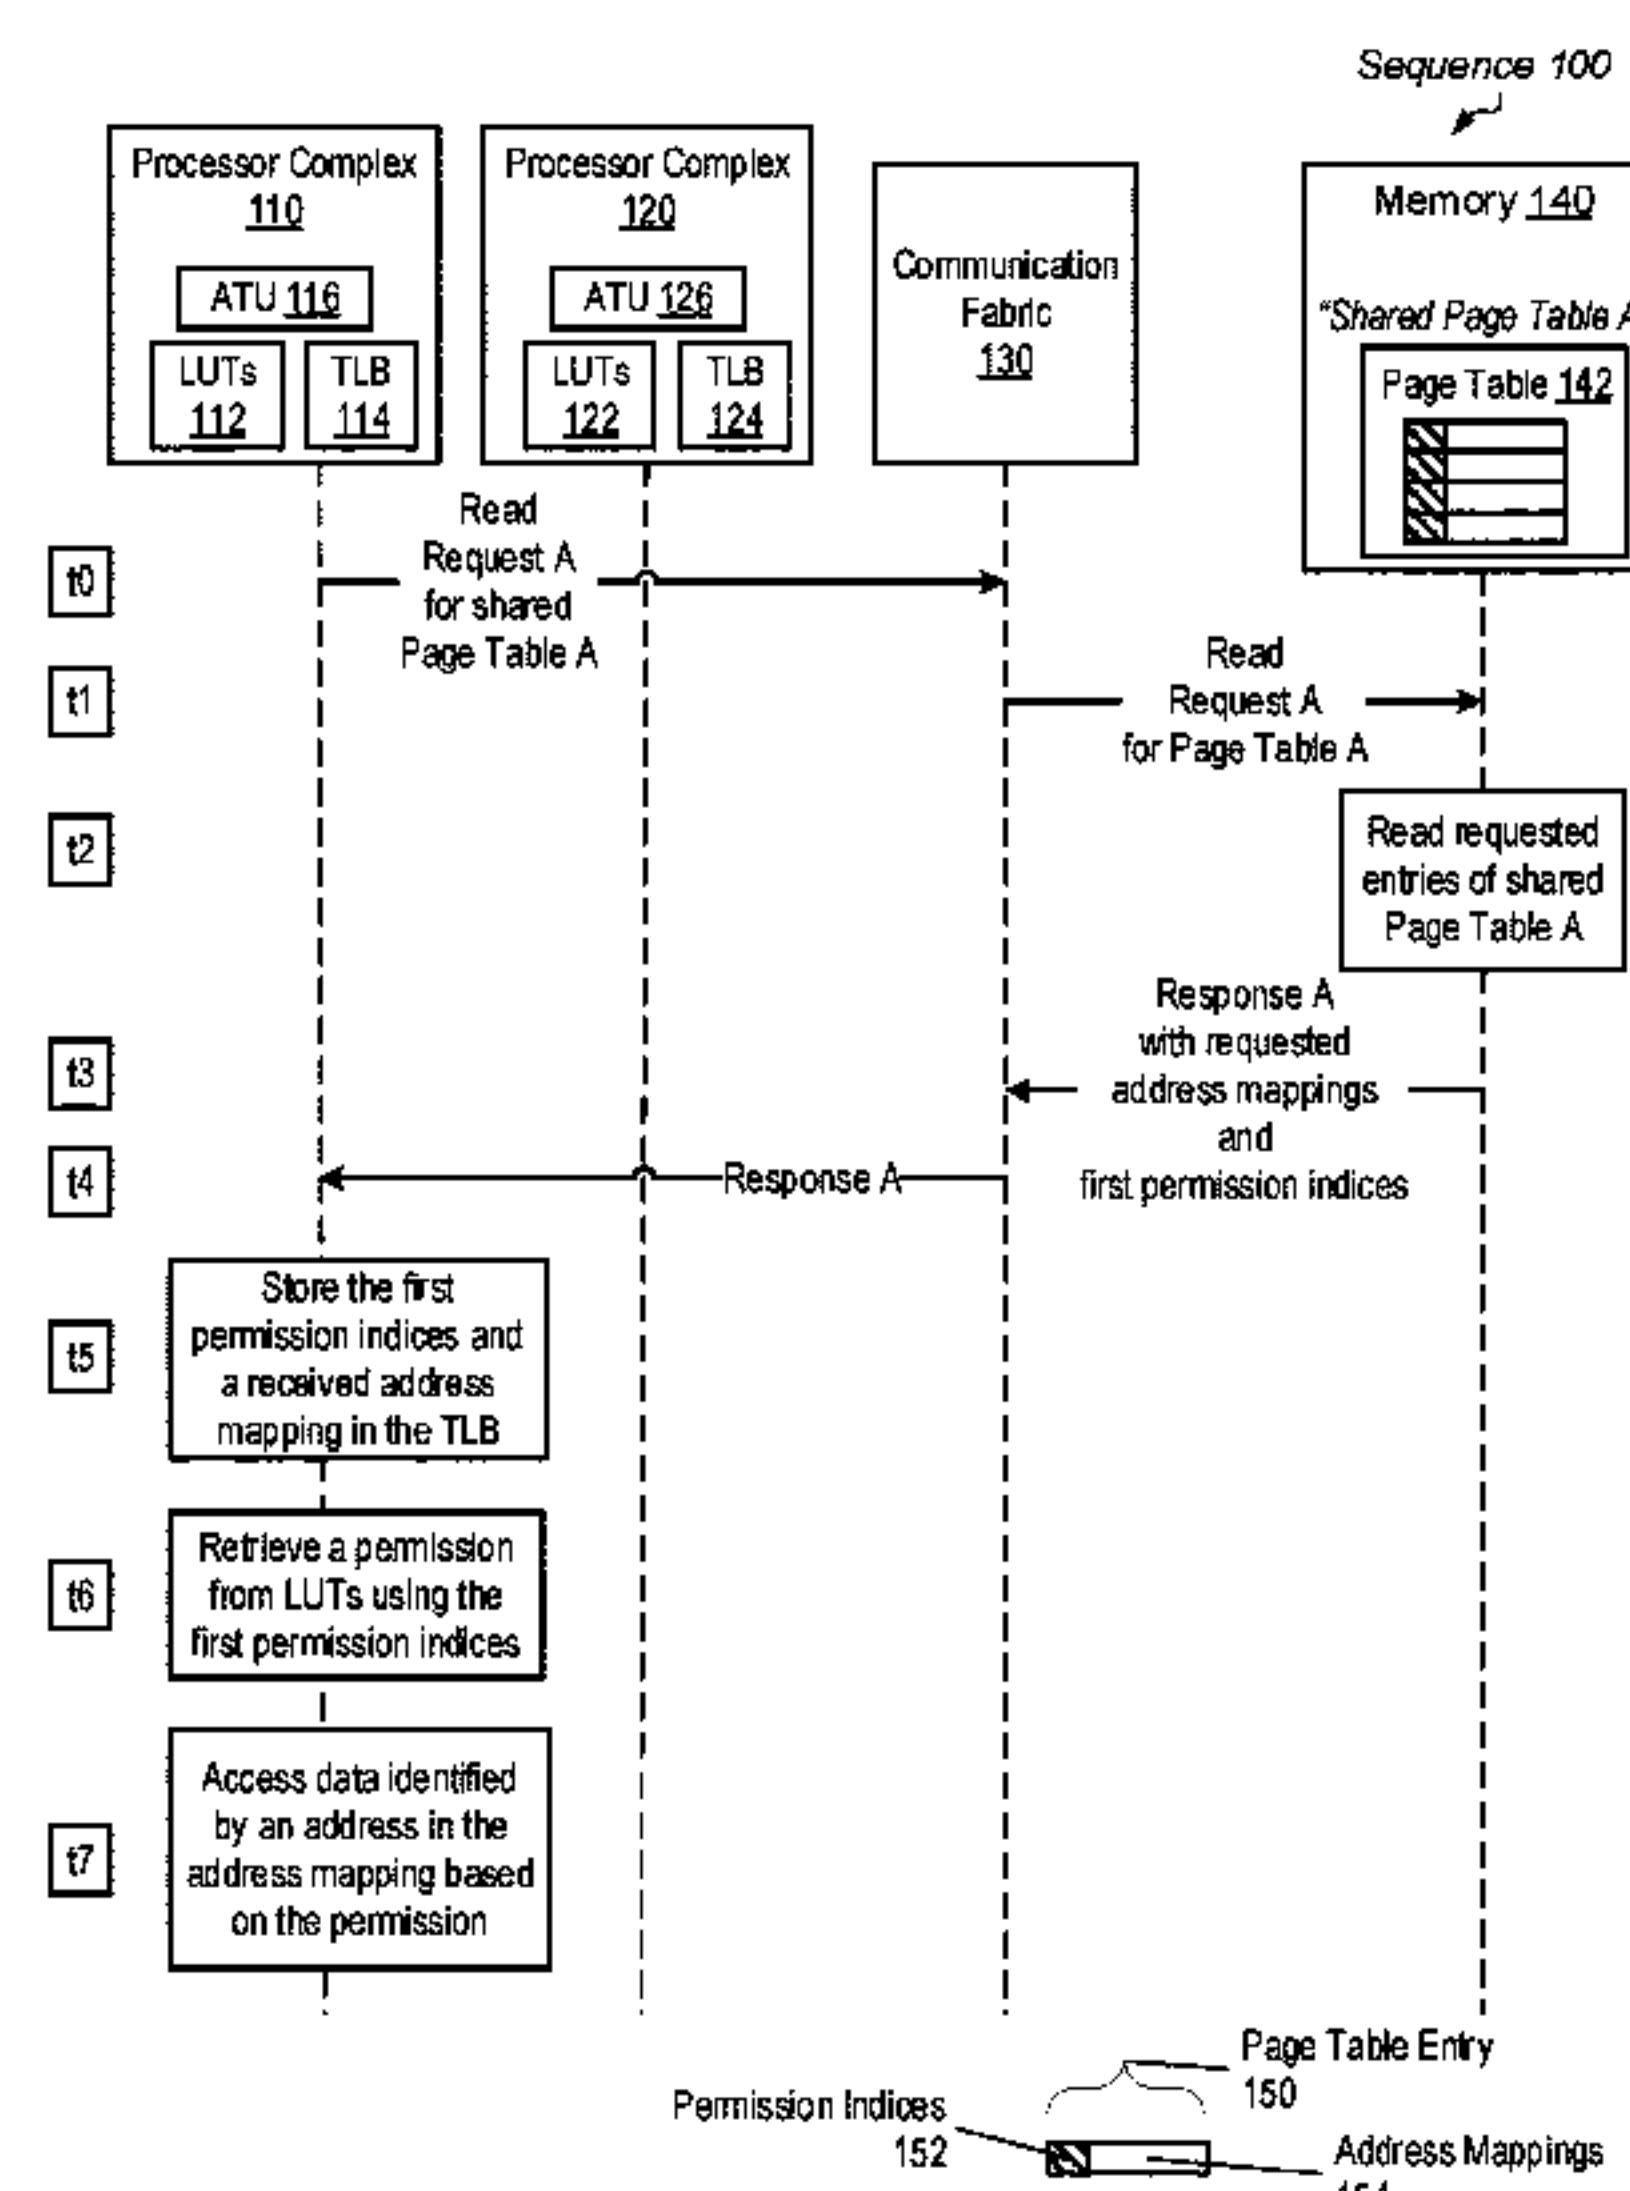 Sequence 100
Processor Complex
110
ATU 116
LUTs
112
TLB
114
Processor Complex
120
ATU 126
LUTs
122
TLB
124
Communication
Fabric
130
Memory 140
"Shared Page Table A
Page Table 142
t0
Read
Request A
for shared
Page Table A
t1
Read
Request A
for Page Table A
t2
Read requested
entries of shared
Page Table A
t3
Response A
with requested
address mappings
and
first permission indices
t4
Response A
t5
Store the first
permission indices and
a received address
mapping in the TLB
t6
Retrieve a permission
from LUTs using the
first permission indices
t7
Access data identified
by an address in the
address mapping based
on the permission
Page Table Entry
150
Permission Indices
152
Address Mappings